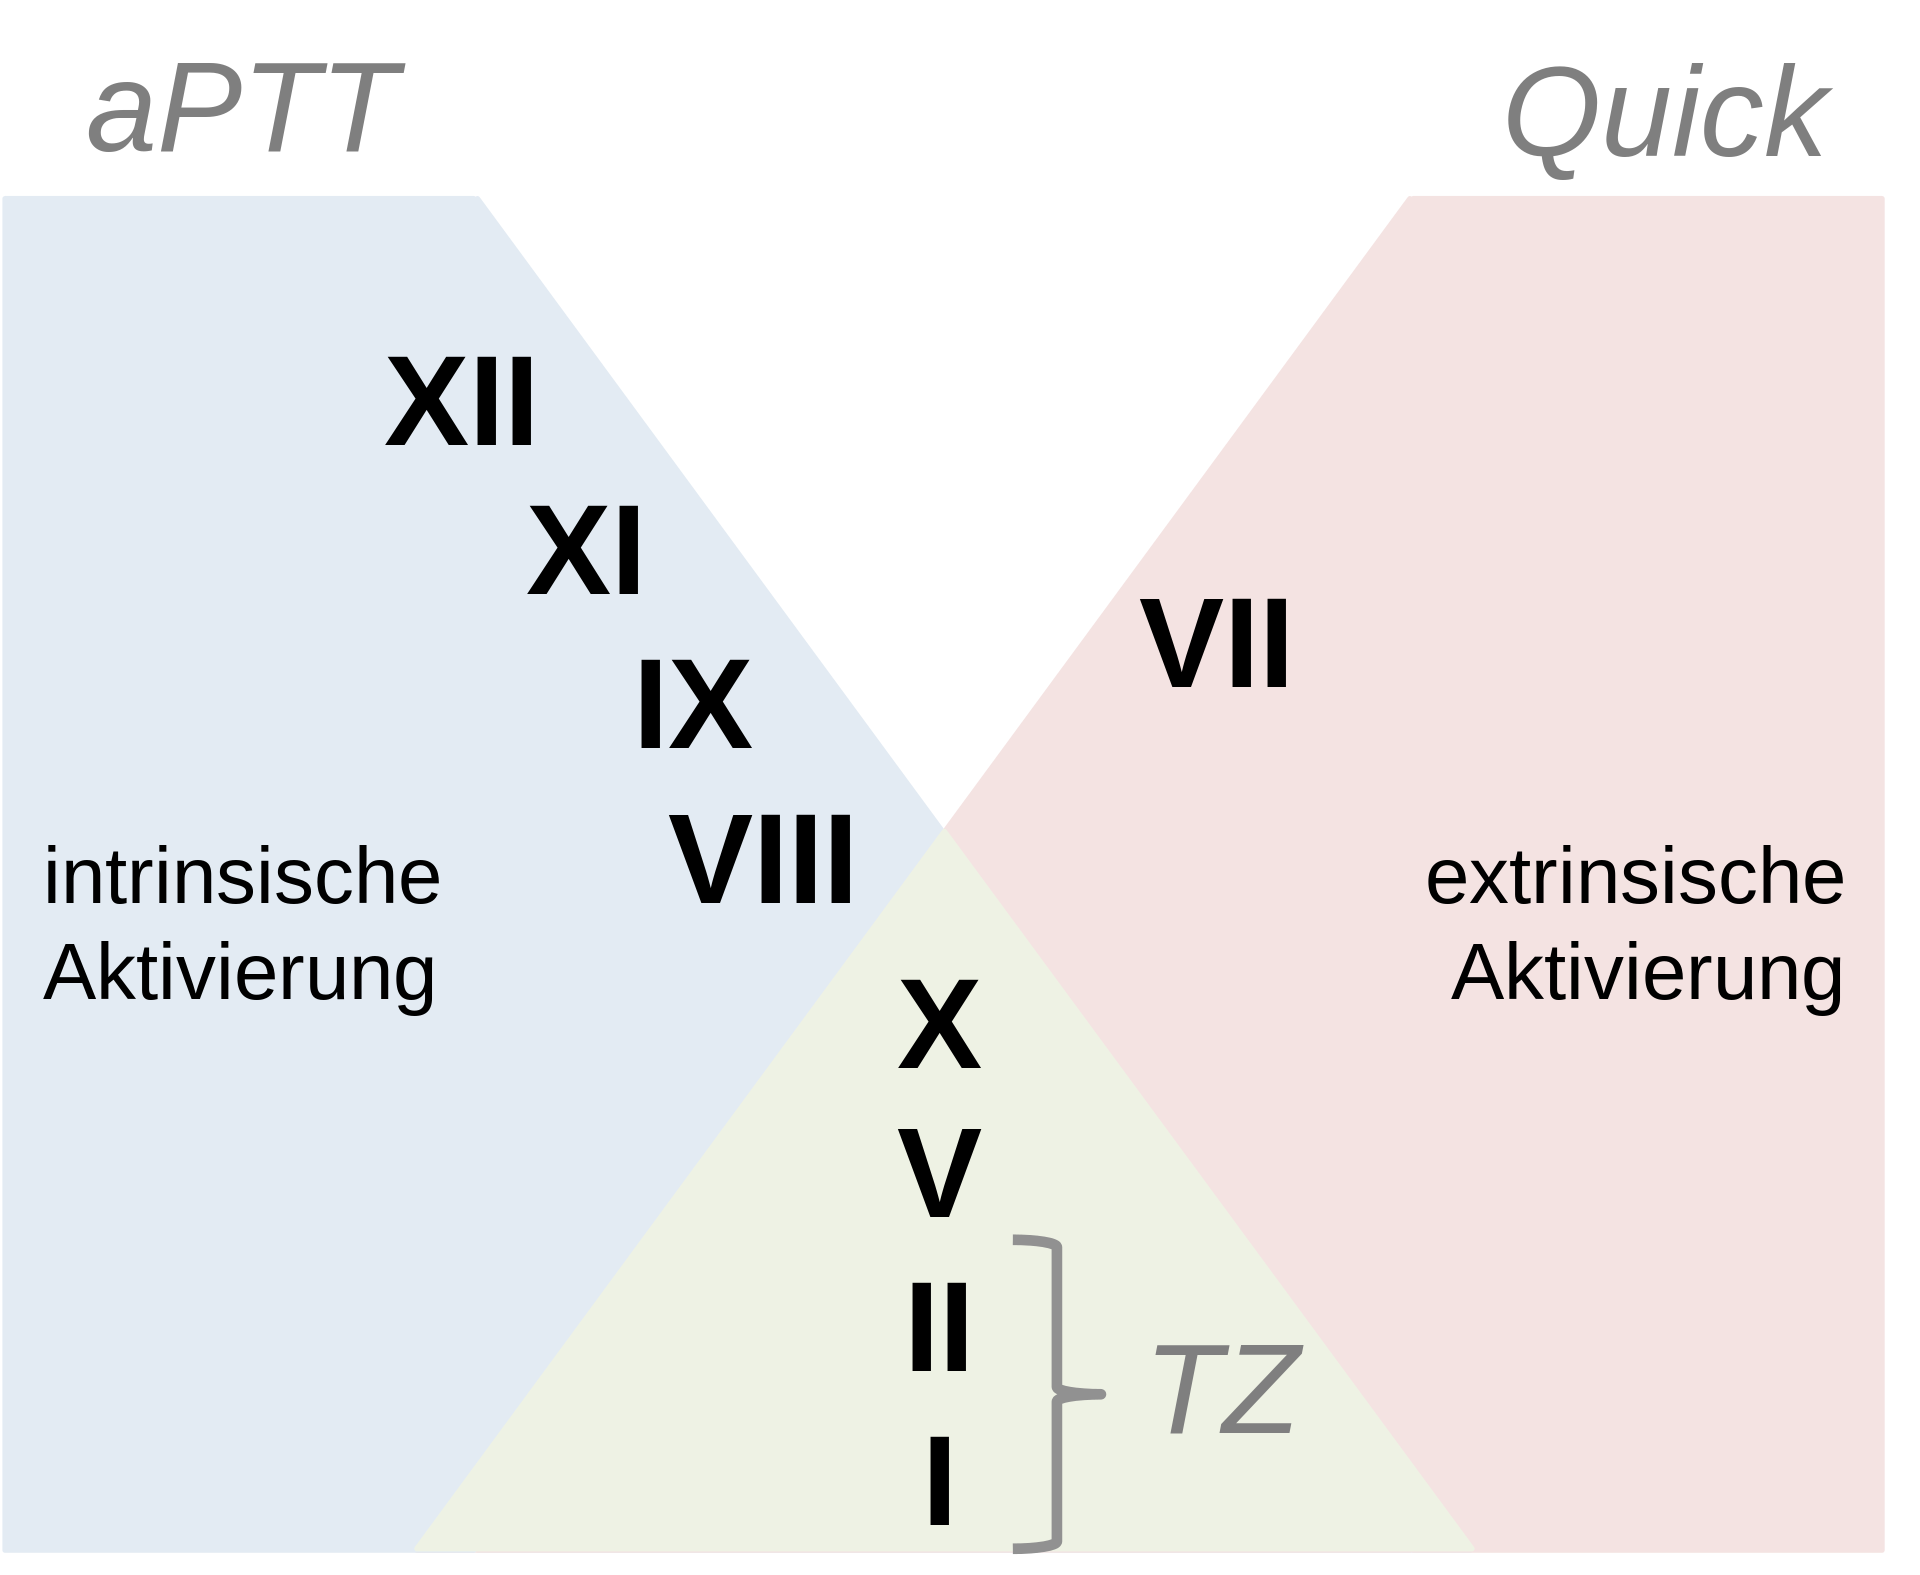 aPTT
Quick
XII
XI
IX
VIII
VII
intrinsische
Aktivierung
extrinsische
Aktivierung
X
V
II
I
TZ